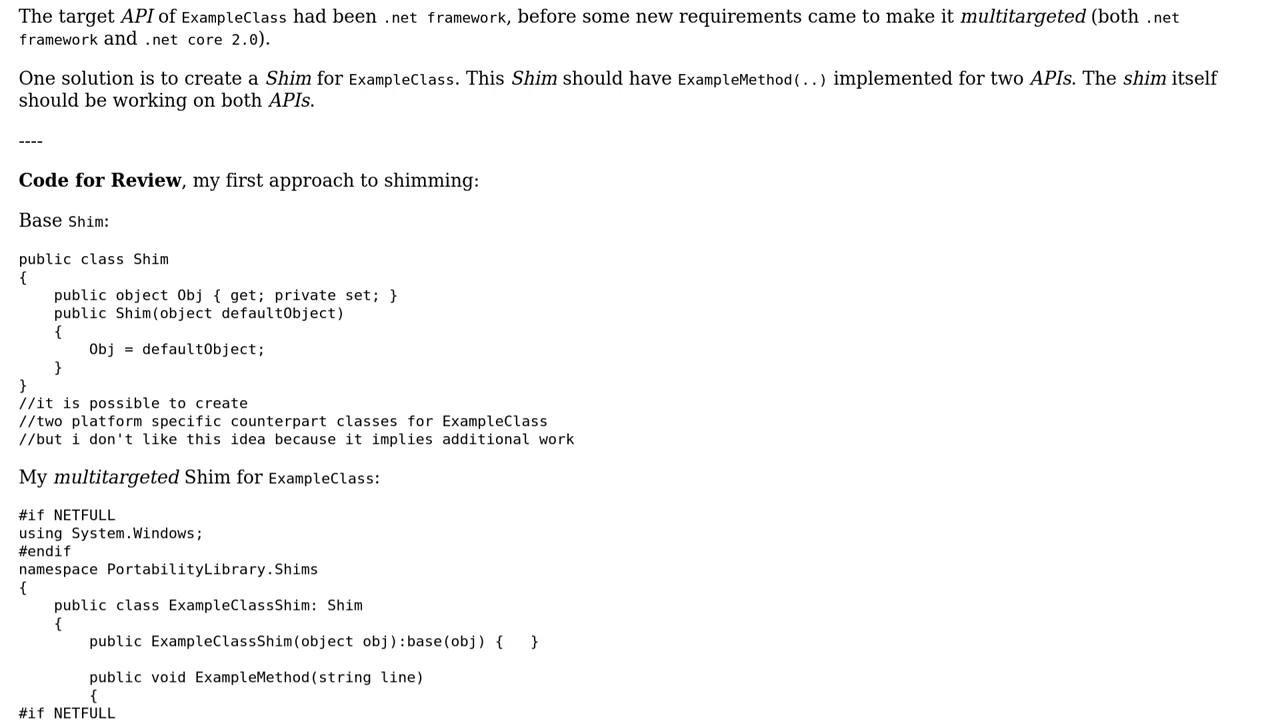 The target API of ExampleClass had been .net framework, before some new requirements came to make it multitargeted (both .net
framework and .net core 2.0).
One solution is to create a Shim for ExampleClass. This Shim should have ExampleMethod(..) implemented for two APIs. The shim itself
should be working on both APIs.
----
Code for Review, my first approach to shimming:
Base Shim:
public class Shim
{
    public object Obj { get; private set; }
    public Shim(object defaultObject)
    {
        Obj = defaultObject;
    }
}
//it is possible to create
//two platform specific counterpart classes for ExampleClass
//but i don't like this idea because it implies additional work
My multitargeted Shim for ExampleClass:
#if NETFULL
using System.Windows;
#endif
namespace PortabilityLibrary.Shims
{
    public class ExampleClassShim: Shim
    {
        public ExampleClassShim(object obj):base(obj) {   }
        public void ExampleMethod(string line)
        {
#if NETFULL